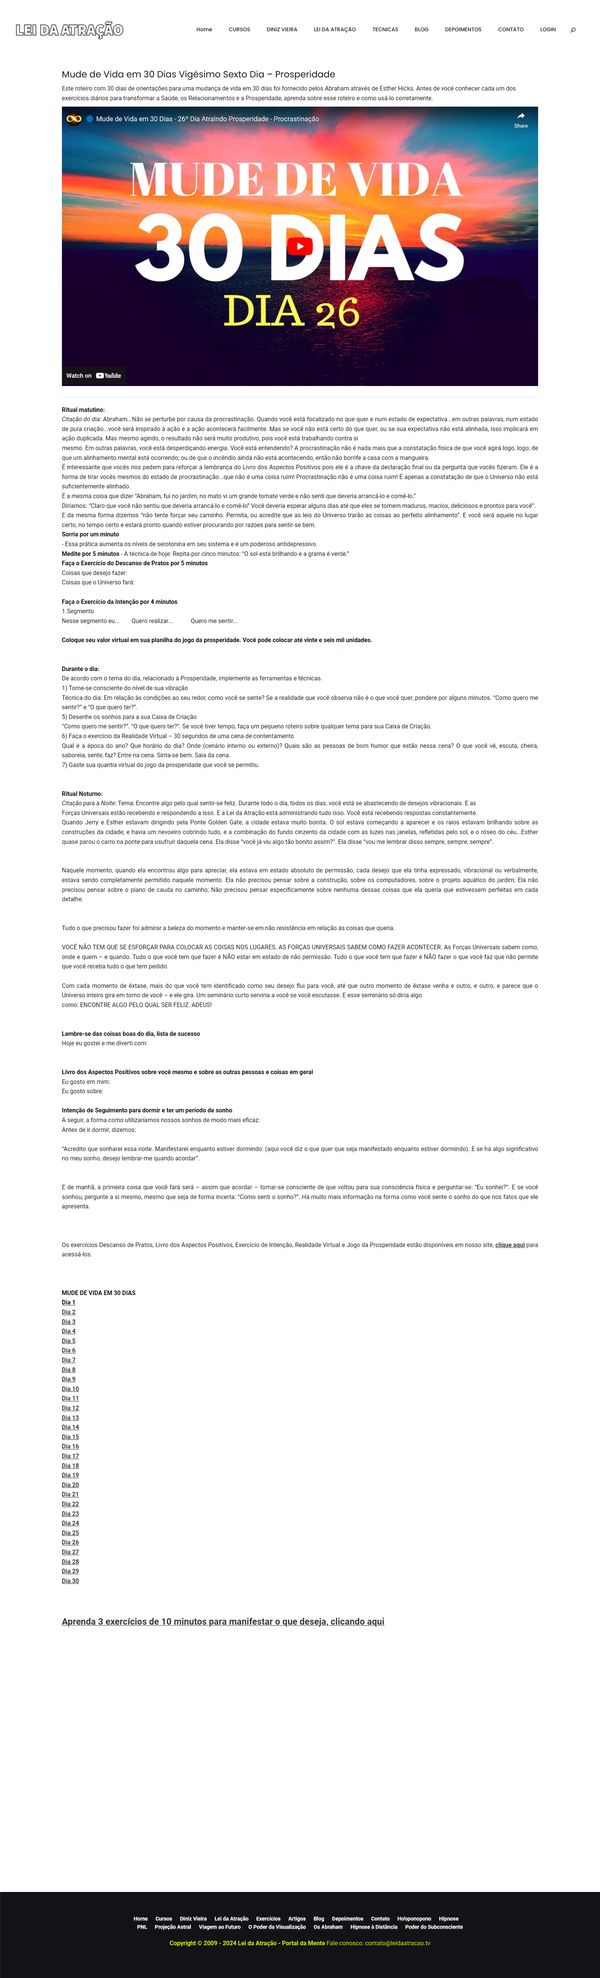 LEI DA ATRAÇÃO
Home CURSOS DINIZ VIEIRA LEI DA ATRAÇÃO TECNICAS BLOG DEPOIMENTOS CONTATO LOGIN
Mude de Vida em 30 Dias Vigésimo Sexto Dia – Prosperidade
Este roteiro com 30 dias de orientações para uma mudança de vida em 30 dias foi fornecido pelos Abraham através de Esther Hicks. Antes de você conhecer cada um dos
exercícios diários para transformar a Saúde, os Relacionamentos e a Prosperidade, aprenda sobre esse roteiro e como usá-lo corretamente.
Mude de Vida em 30 Dias - 26º Dia Atraindo Prosperidade - Procrastinação
Share
MUDE DE VIDA
30 DIAS
DIA 26
Watch on YouTube
Ritual matutino:
Citação do dia: Abraham...Não se perturbe por causa da procrastinação. Quando você está focalizado no que quer e num estado de expectativa...em outras palavras, num estado
de pura criação...você será inspirado à ação e a ação acontecerá facilmente. Mas se você não está certo do que quer, ou se sua expectativa não está alinhada, isso implicará em
ação duplicada. Mas mesmo agindo, o resultado não será muito produtivo, pois você está trabalhando contra si
mesmo. Em outras palavras, você está desperdiçando energia. Você está entendendo? A procrastinação não é nada mais que a constatação física de que você agirá logo, logo; de
que um alinhamento mental está ocorrendo; ou de que o incêndio ainda não está acontecendo, então não borrife a casa com a mangueira.
É interessante que vocês nos pedem para reforçar a lembrança do Livro dos Aspectos Positivos pois ele é a chave da declaração final ou da pergunta que vocês fizeram. Ele é a
forma de tirar vocês mesmos do estado de procrastinação...que não é uma coisa ruim! Procrastinação não é uma coisa ruim! É apenas a constatação de que o Universo não está
suficientemente alinhado.
É a mesma coisa que dizer "Abraham, fui no jardim, no mato vi um grande tomate verde e não senti que deveria arrancá-lo e comê-lo."
Diríamos: "Claro que você não sentiu que deveria arrancá-lo e comê-lo" Você deveria esperar alguns dias até que eles se tornem maduros, macios, deliciosos e prontos para você".
E da mesma forma dizemos "não tente forçar seu caminho. Permita, ou acredite que as leis do Universo trarão as coisas ao perfeito alinhamento". E você será aquele no lugar
certo, no tempo certo e estará pronto quando estiver procurando por razoes para sentir-se bem.
Sorria por um minuto
- Essa prática aumenta os níveis de serotonina em seu sistema e é um poderoso antidepressivo.
Medite por 5 minutos - A técnica de hoje: Repita por cinco minutos: "O sol está brilhando e a grama é verde."
Faça o Exercício do Descanso de Pratos por 5 minutos
Coisas que desejo fazer:
Coisas que o Universo fará:
Faça o Exercício da Intenção por 4 minutos
1.Segmento
Nesse segmento eu... Quero realizar... Quero me sentir...
Coloque seu valor virtual em sua planilha do jogo da prosperidade. Você pode colocar até vinte e seis mil unidades.
Durante o dia:
De acordo com o tema do dia, relacionado à Prosperidade, implemente as ferramentas e técnicas.
1) Torne-se consciente do nível de sua vibração
Técnica do dia: Em relação às condições ao seu redor, como você se sente? Se a realidade que você observa não é o que você quer, pondere por alguns minutos. "Como quero me
sentir?" e "O que quero ter?".
5) Desenhe os sonhos para a sua Caixa de Criação
"Como quero me sentir?". "O que quero ter?". Se você tiver tempo, faça um pequeno roteiro sobre qualquer tema para sua Caixa de Criação.
6) Faça o exercício da Realidade Virtual – 30 segundos de uma cena de contentamento
Qual é a época do ano? Que horário do dia? Onde (cenário interno ou externo)? Quais são as pessoas de bom humor que estão nessa cena? O que você vê, escuta, cheira,
saboreia, sente, faz? Entre na cena. Sinta-se bem. Saia da cena.
7) Gaste sua quantia virtual do jogo da prosperidade que você se permitiu.
Ritual Noturno:
Citação para a Noite: Tema: Encontre algo pelo qual sentir-se feliz. Durante todo o dia, todos os dias, você está se abastecendo de desejos vibracionais. E as
Forças Universais estão recebendo e respondendo a isso. E a Lei da Atração está administrando tudo isso. Você está recebendo respostas constantemente.
Quando Jerry e Esther estavam dirigindo pela Ponte Golden Gate, a cidade estava muito bonita. O sol estava começando a aparecer e os raios estavam brilhando sobre as
construções da cidade; e havia um nevoeiro cobrindo tudo, e a combinação do fundo cinzento da cidade com as luzes nas janelas, refletidas pelo sol, e o róseo do céu...Esther
quase parou o carro na ponte para usufruir daquela cena. Ela disse "você já viu algo tão bonito assim?". Ela disse "vou me lembrar disso sempre, sempre, sempre".
Naquele momento, quando ela encontrou algo para apreciar, ela estava em estado absoluto de permissão, cada desejo que ela tinha expressado, vibracional ou verbalmente,
estava sendo completamente permitido naquele momento. Ela não precisou pensar sobre a construção, sobre os computadores, sobre o projeto aquático do jardim; Ela não
precisou pensar sobre o piano de cauda no caminho; Não precisou pensar especificamente sobre nenhuma dessas coisas que ela queria que estivessem perfeitas em cada
detalhe.
Tudo o que precisou fazer foi admirar a beleza do momento e manter-se em não resistência em relação às coisas que queria.
VOCÊ NÃO TEM QUE SE ESFORÇAR PARA COLOCAR AS COISAS NOS LUGARES. AS FORÇAS UNIVERSAIS SABEM COMO FAZER ACONTECER. As Forças Universais sabem como,
onde e quem – e quando. Tudo o que você tem que fazer é NÃO estar em estado de não permissão. Tudo o que você tem que fazer é NÃO fazer o que você faz que não permite
que você receba tudo o que tem pedido.
Com cada momento de êxtase, mais do que você tem identificado como seu desejo flui para você, até que outro momento de êxtase venha e outro, e outro, e parece que o
Universo inteiro gira em torno de você – e ele gira. Um seminário curto serviria a você se você escutasse. E esse seminário só diria algo
como: ENCONTRE ALGO PELO QUAL SER FELIZ. ADEUS!
Lembre-se das coisas boas do dia, lista de sucesso
Hoje eu gostei e me diverti com:
Livro dos Aspectos Positivos sobre você mesmo e sobre as outras pessoas e coisas em geral
Eu gosto em mim:
Eu gosto sobre:
Intenção de Seguimento para dormir e ter um período de sonho
A seguir, a forma como utilizaríamos nossos sonhos de modo mais eficaz:
Antes de ir dormir, dizemos:
"Acredito que sonharei essa noite. Manifestarei enquanto estiver dormindo: (aqui você diz o que quer que seja manifestado enquanto estiver dormindo). E se há algo significativo
no meu sonho, desejo lembrar-me quando acordar".
E de manhã, a primeira coisa que você fará será – assim que acordar – tornar-se consciente de que voltou para sua consciência física e perguntar-se: "Eu sonhei?". E se você
sonhou, pergunte a si mesmo, mesmo que seja de forma incerta: "Como senti o sonho?". Há muito mais informação na forma como você sente o sonho do que nos fatos que ele
apresenta.
Os exercícios Descanso de Pratos, Livro dos Aspectos Positivos, Exercício de Intenção, Realidade Virtual e Jogo da Prosperidade estão disponíveis em nosso site, clique aqui para
acessá-los.
MUDE DE VIDA EM 30 DIAS
Dia 1
Dia 2
Dia 3
Dia 4
Dia 5
Dia 6
Dia 7
Dia 8
Dia 9
Dia 10
Dia 11
Dia 12
Dia 13
Dia 14
Dia 15
Dia 16
Dia 17
Dia 18
Dia 19
Dia 20
Dia 21
Dia 22
Dia 23
Dia 24
Dia 25
Dia 26
Dia 27
Dia 28
Dia 29
Dia 30
Aprenda 3 exercícios de 10 minutos para manifestar o que deseja, clicando aqui
Home Cursos Diniz Vieira Lei da Atração Exercícios Artigos Blog Depoimentos Contato Ho'oponopono Hipnose
PNL Projeção Astral Viagem ao Futuro O Poder da Visualização Os Abraham Hipnose à Distância Poder do Subconsciente
Copyright © 2009 - 2024 Lei da Atração - Portal da Mente Fale conosco: contato@leidaatracao.tv